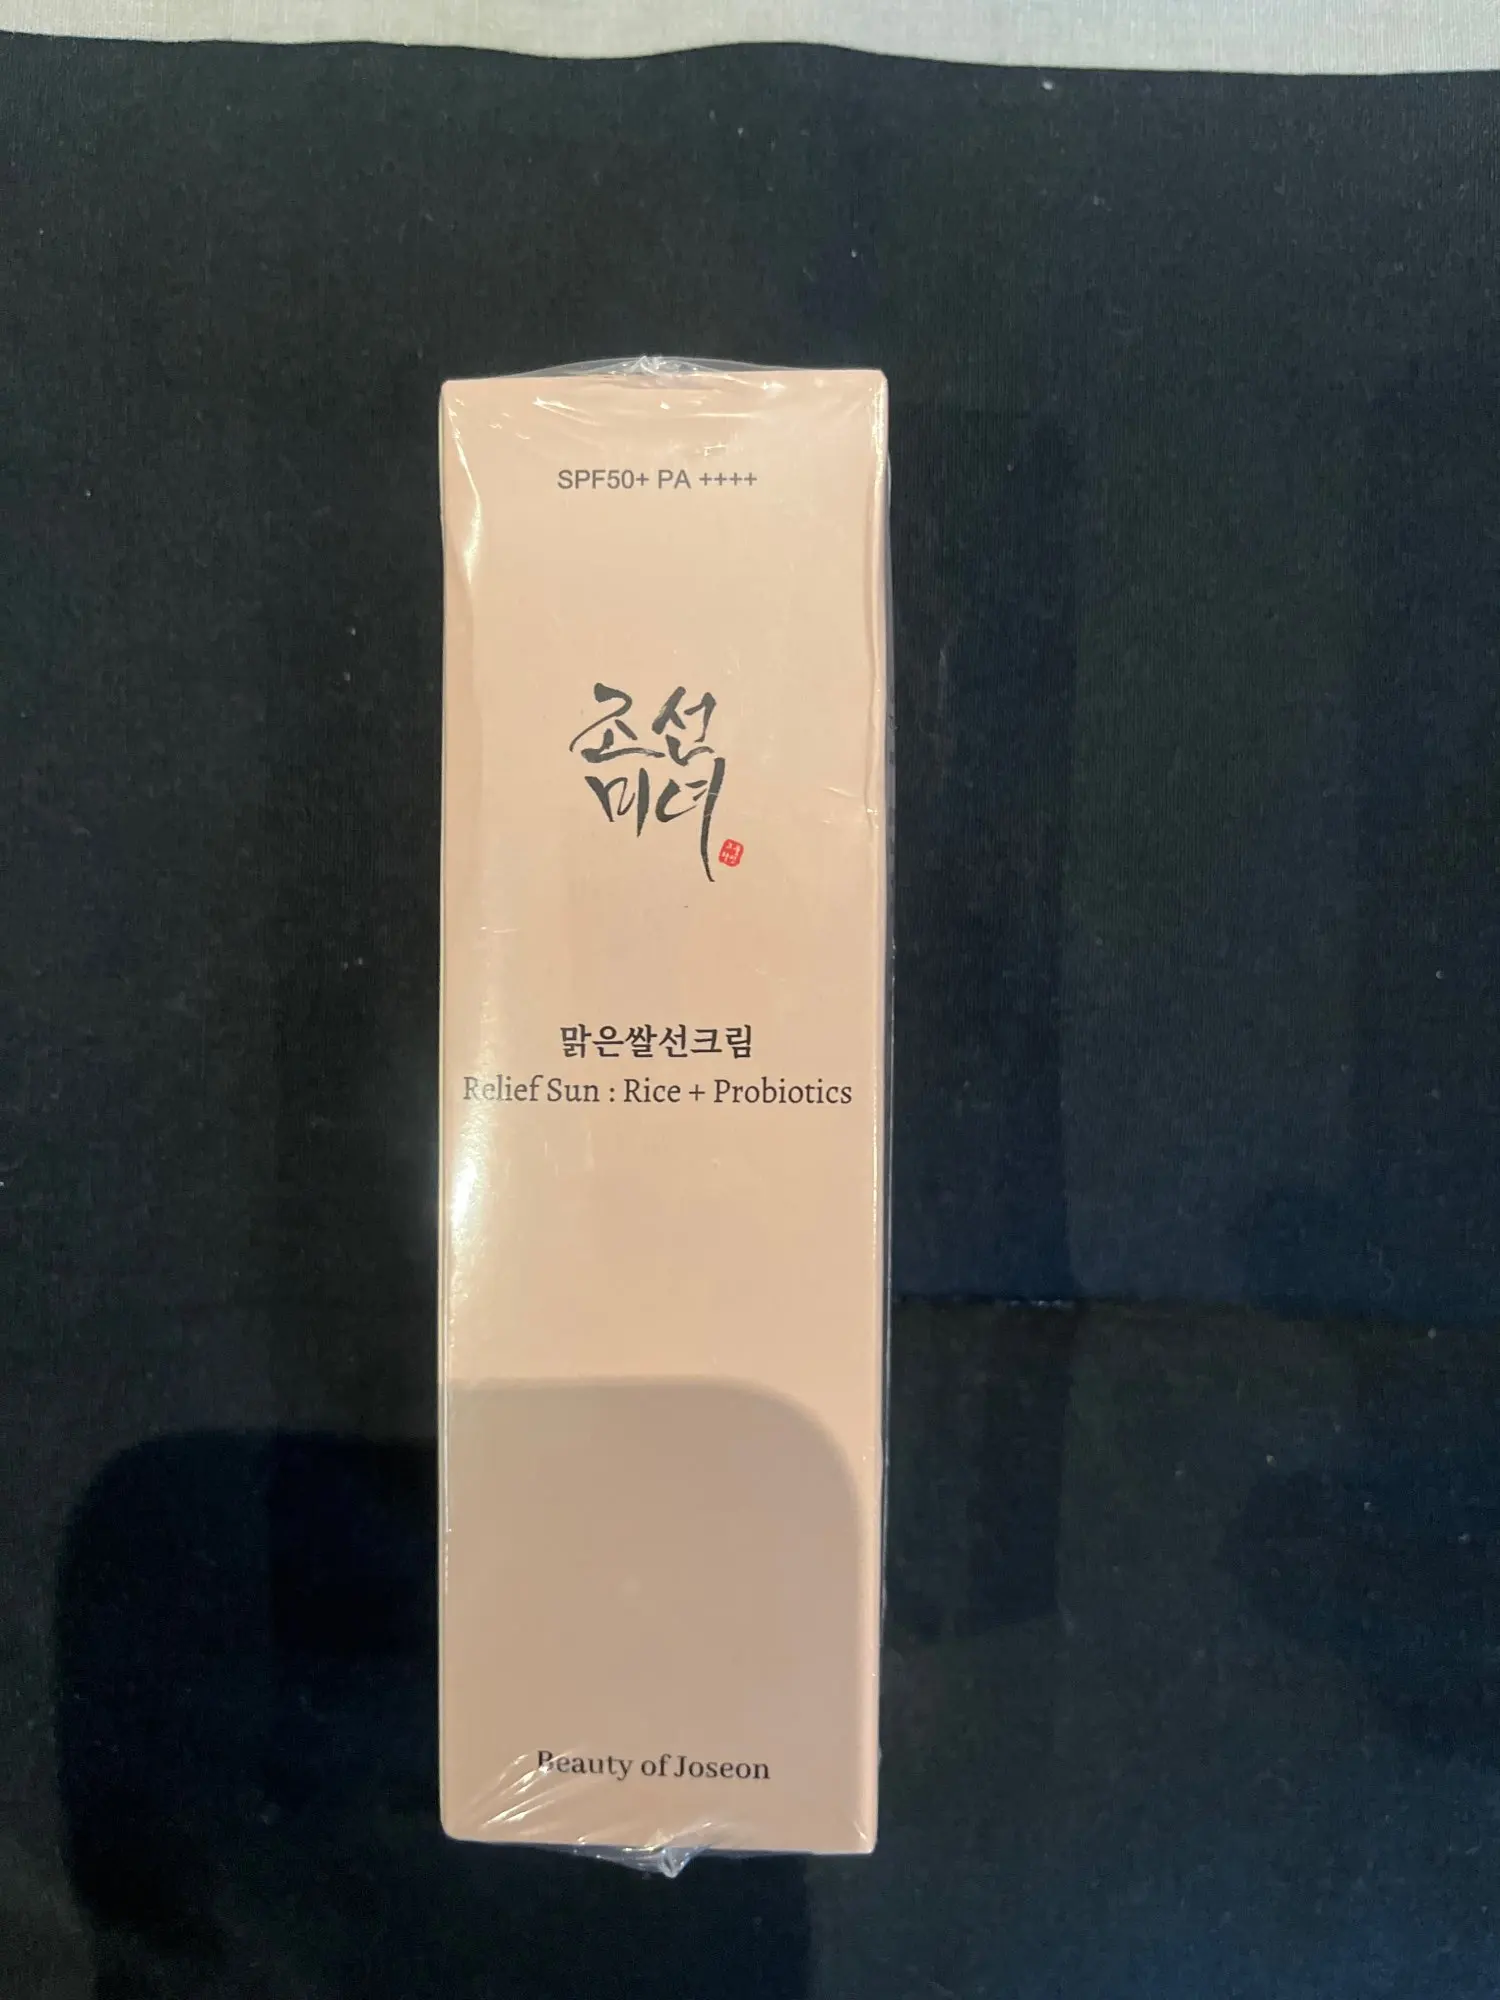 SPF50+ PA ++++
조선
미녀
맑은쌀선크림
Relief Sun : Rice + Probiotics
Beauty of Joseon